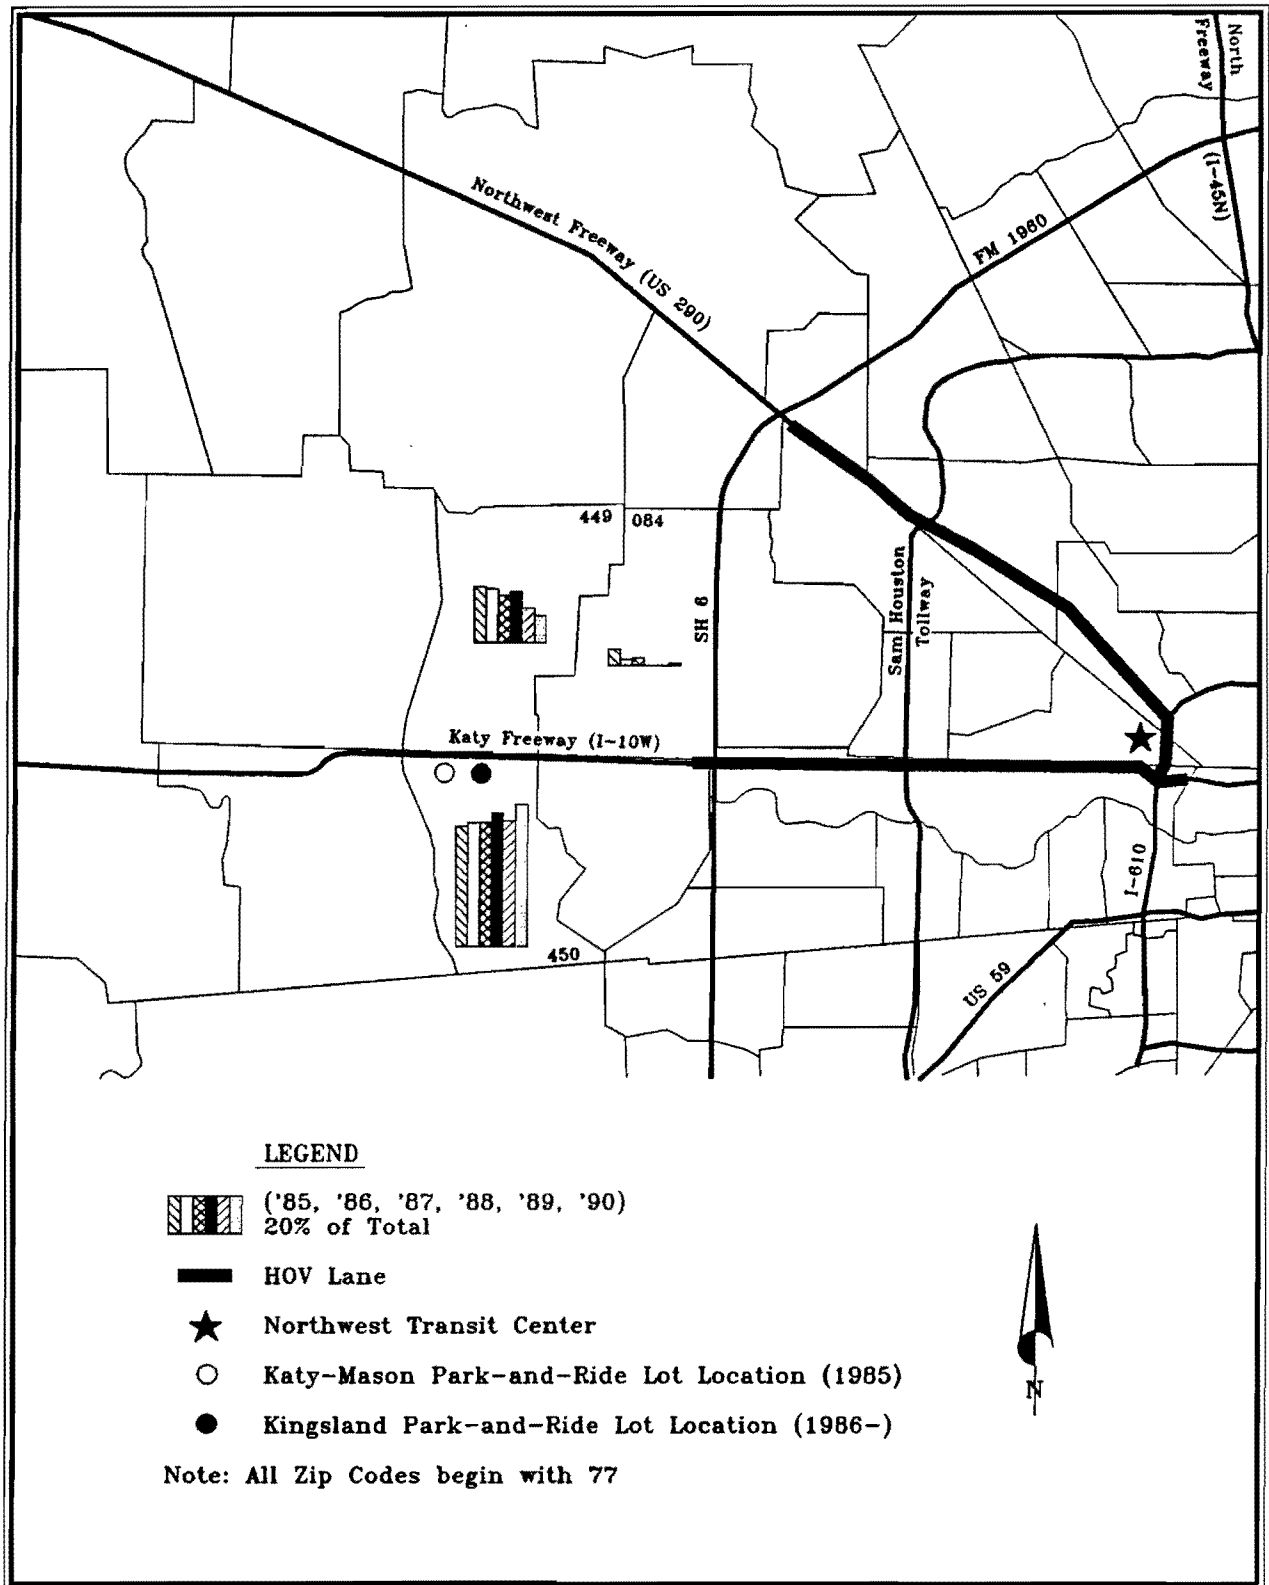 North
Freeway
(I-45N)
Northwest Freeway (US 290)
FM 1960
449
084
SH 6
Sam Houston
Tollway
Katy Freeway (I-10W)
I-610
450
US 59
LEGEND
('85, '86, '87, '88, '89, '90)
20% of Total
HOV Lane
Northwest Transit Center
Katy-Mason Park-and-Ride Lot Location (1985)
Kingsland Park-and-Ride Lot Location (1986-)
N
Note: All Zip Codes begin with 77